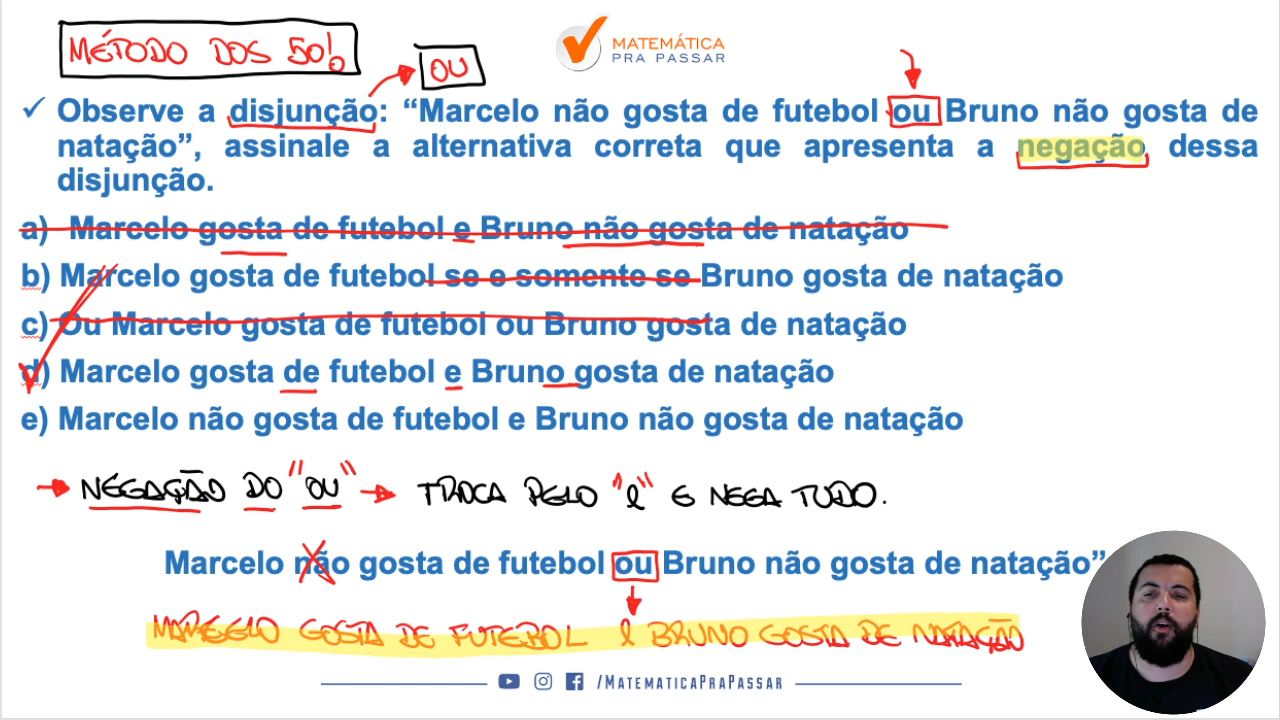 MÉTODO DOS 50!
OU
MATEMÁTICA
PRA PASSAR
✓ Observe a disjunção: “Marcelo não gosta de futebol ou Bruno não gosta de
natação”, assinale a alternativa correta que apresenta a negação dessa
disjunção.
a) Marcelo gosta de futebol e Bruno não gosta de natação
b) Marcelo gosta de futebol se e somente se Bruno gosta de natação
c) Ou Marcelo gosta de futebol ou Bruno gosta de natação
d) Marcelo gosta de futebol e Bruno gosta de natação
e) Marcelo não gosta de futebol e Bruno não gosta de natação
→ NEGAÇÃO DO "OU" → TROCA PELO "e" E NEGA TUDO.
Marcelo não gosta de futebol ou Bruno não gosta de natação”
MARCELO GOSTA DE FUTEBOL e BRUNO GOSTA DE NATAÇÃO
/MATEMATICAPRAPASSAR